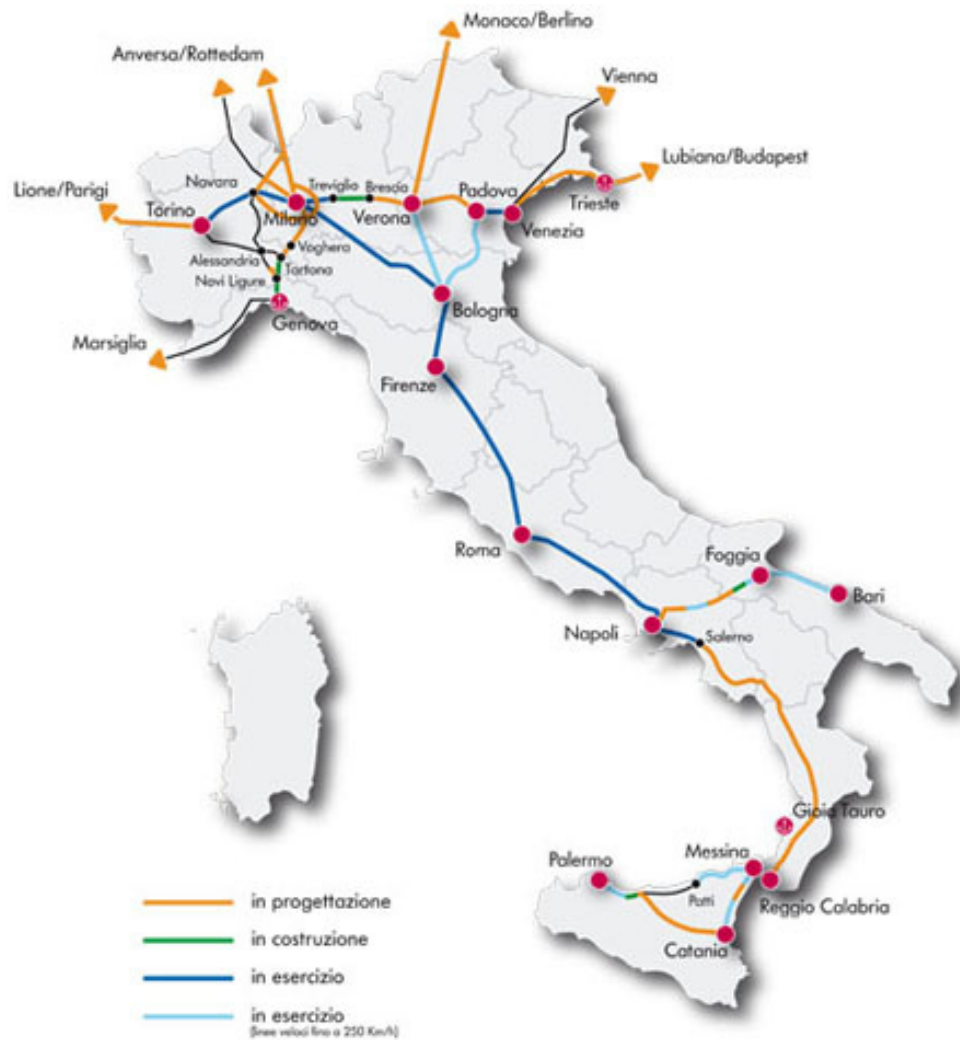 Monaco/Berlino
Anversa/Rottedam
Vienna
Lubiana/Budapest
Lione/Parigi
Novara
Treviglio
Brescia
Padova
Torino
Milano
Verona
Trieste
Venezia
Voghera
Alessandria
Tortona
Novi Ligure
Bologna
Genova
Marsiglia
Firenze
Roma
Foggia
Bari
Napoli
Salerno
Gioia Tauro
Messina
Palermo
Patti
Reggio Calabria
Catania
in progettazione
in costruzione
in esercizio
in esercizio
(linee veloci fino a 250 Km/h)